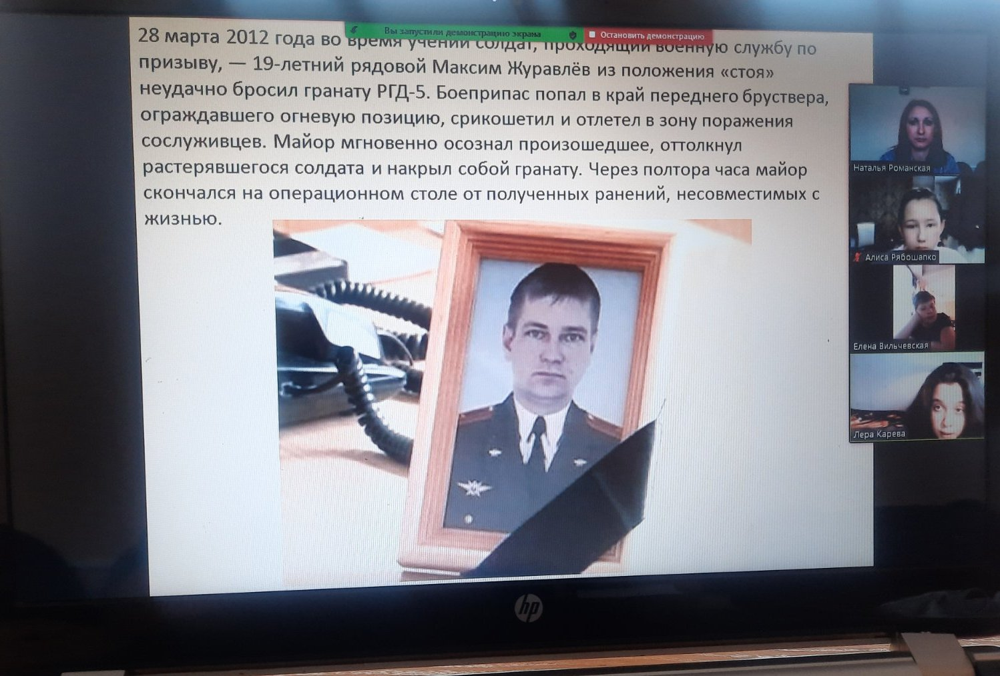 Вы запустили демонстрацию экрана
Остановить демонстрацию
28 марта 2012 года во время учений солдат, проходящий военную службу по
призыву, — 19-летний рядовой Максим Журавлёв из положения «стоя»
неудачно бросил гранату РГД-5. Боеприпас попал в край переднего бруствера,
ограждавшего огневую позицию, срикошетил и отлетел в зону поражения
сослуживцев. Майор мгновенно осознал произошедшее, оттолкнул
растерявшегося солдата и накрыл собой гранату. Через полтора часа майор
скончался на операционном столе от полученных ранений, несовместимых с
жизнью.
Наталья Романская
Алиса Рябошапко
Елена Вильчевская
Лера Карева
hp